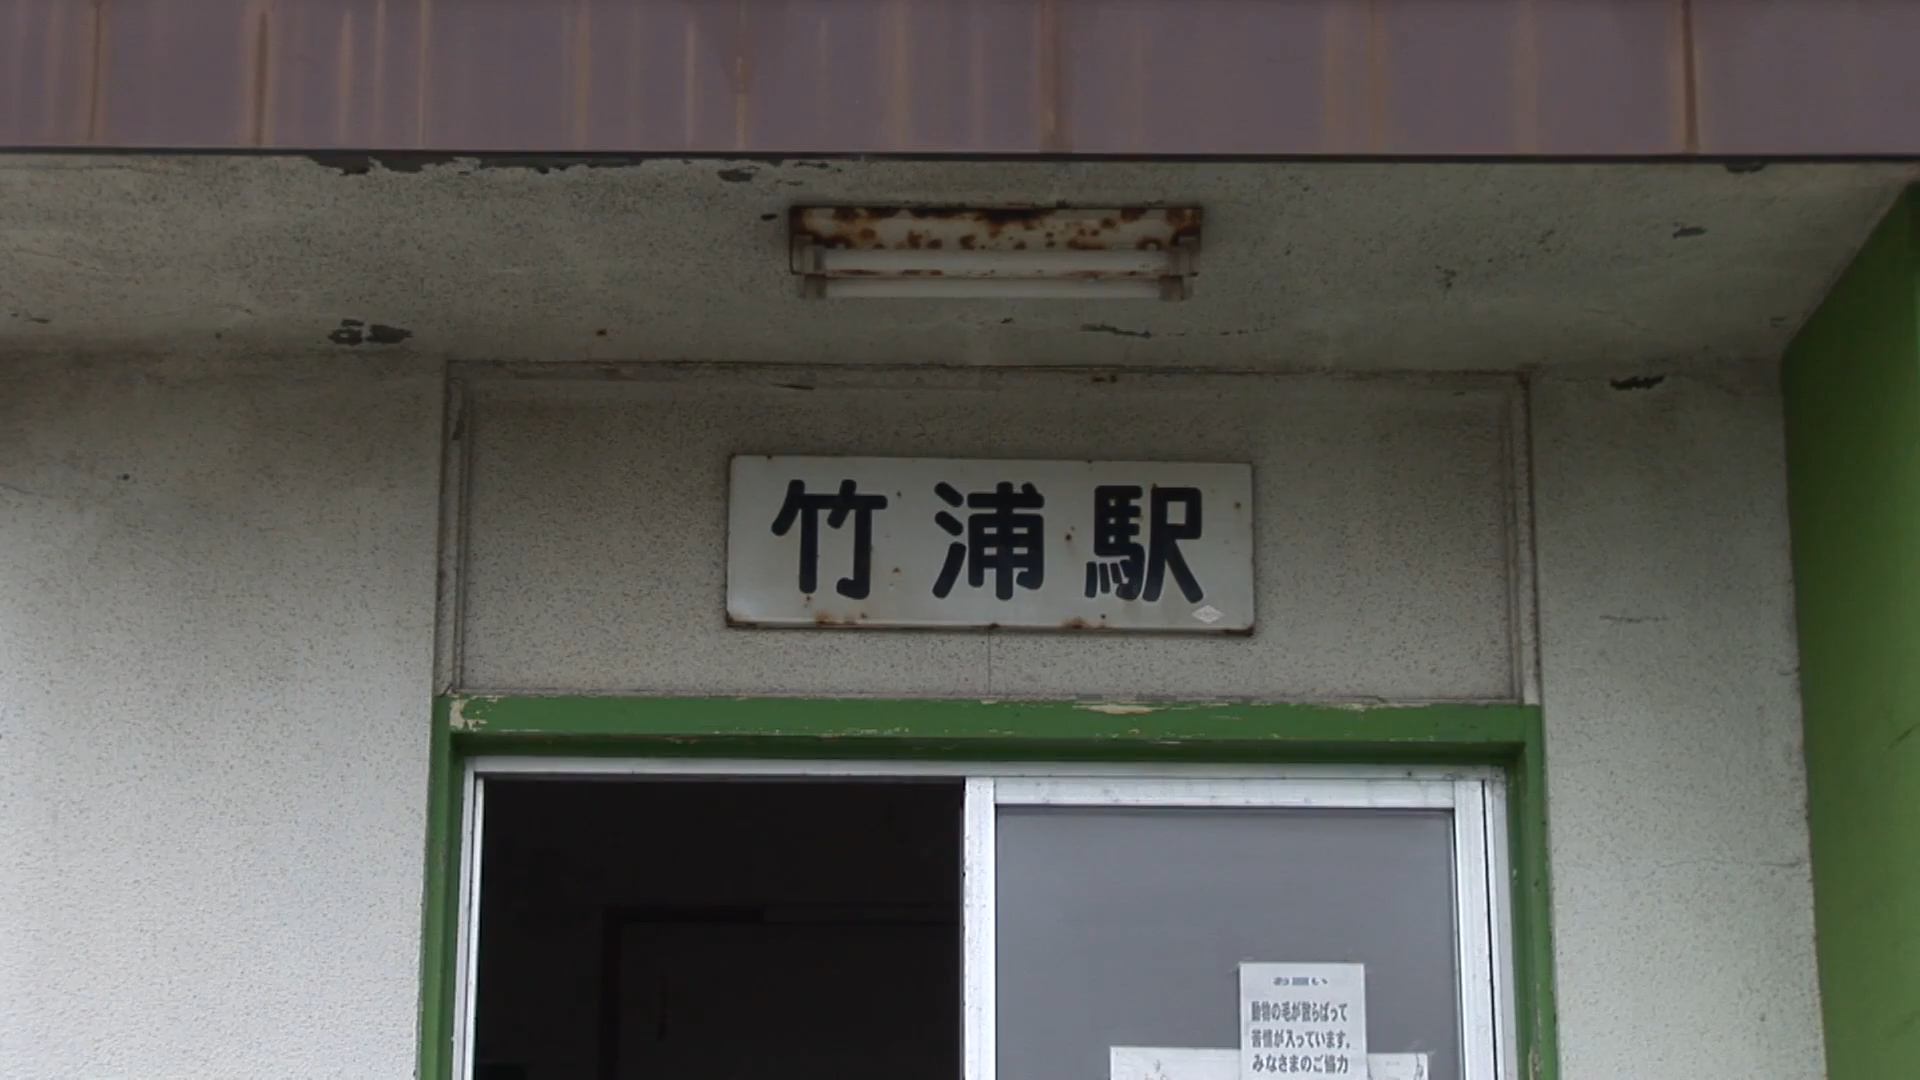 竹浦駅
お願い
動物の毛が散らばって
苦情が入っています。
みなさまのご協力